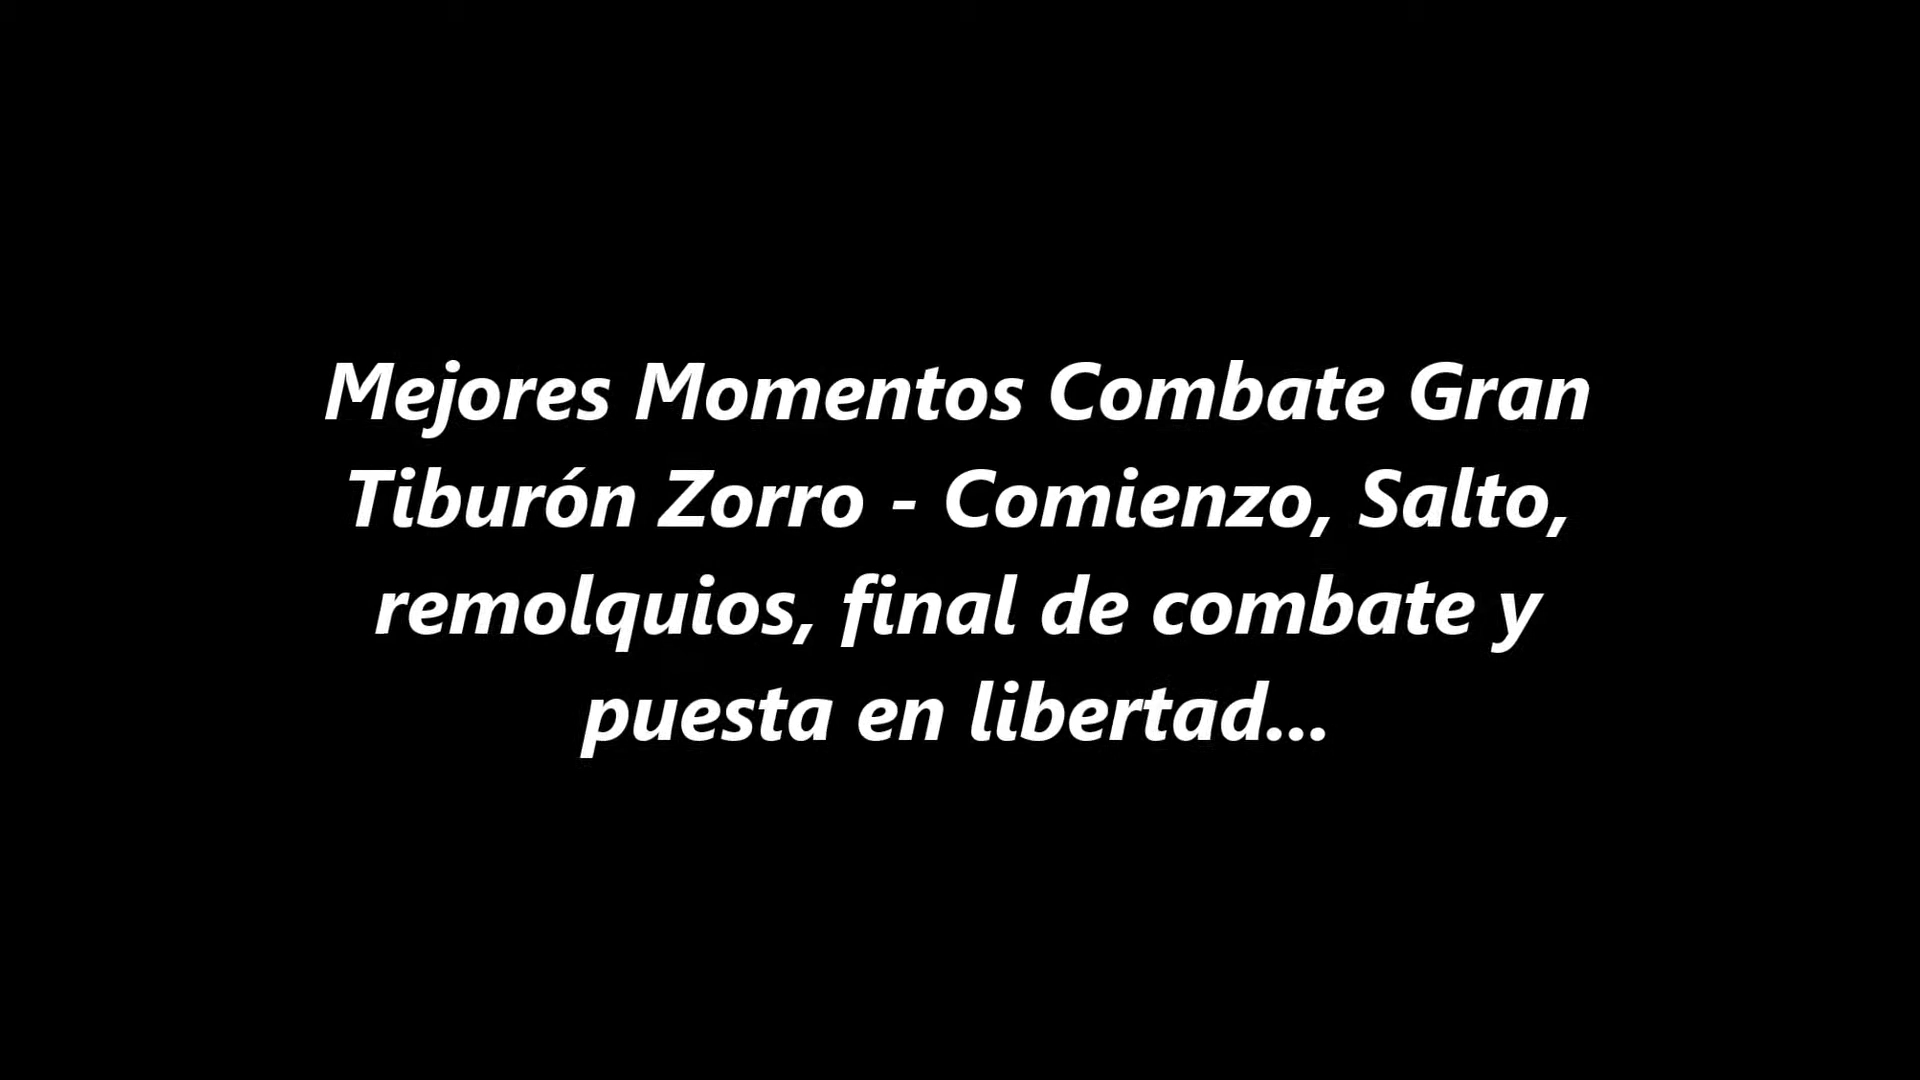 Mejores Momentos Combate Gran
Tiburón Zorro - Comienzo, Salto,
remolquios, final de combate y
puesta en libertad...